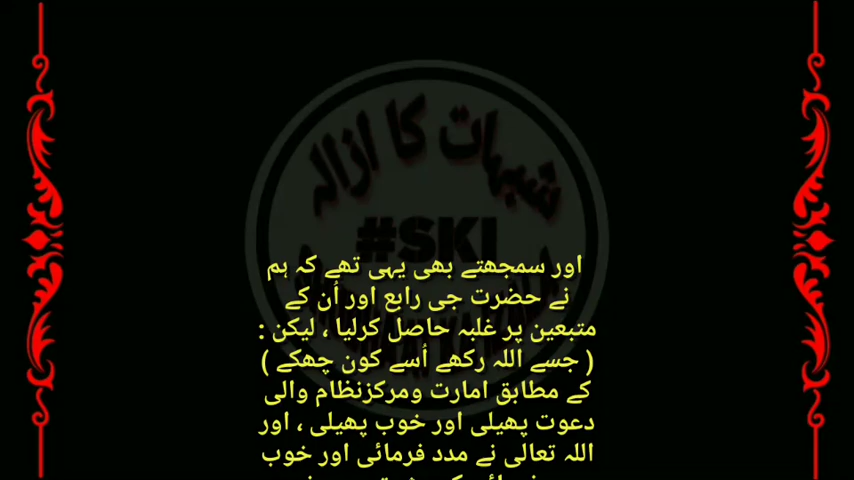 شبہات کا ازالہ
#SKI
اور سمجھتے بھی یہی تھے کہ ہم
نے حضرت جی رابع اور اُن کے
متبعین پر غلبہ حاصل کرلیا ، لیکن :
( جسے اللہ رکھے اُسے کون چھکے )
کے مطابق امارت ومرکزنظام والی
دعوت پھیلی اور خوب پھیلی ، اور
اللہ تعالی نے مدد فرمائی اور خوب